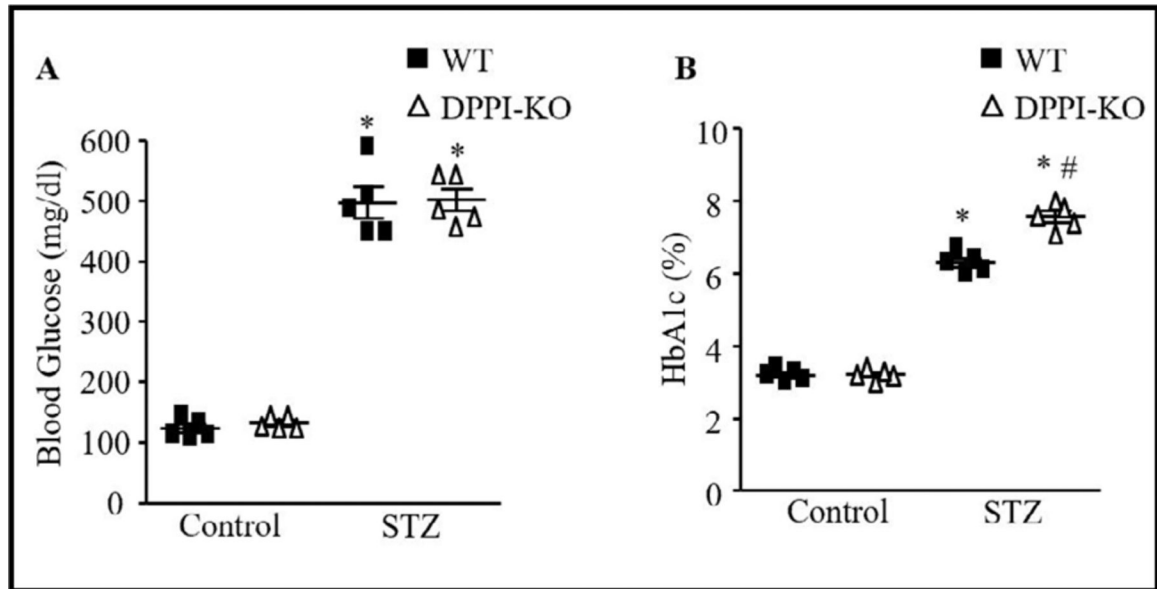 A
WT
DPPI-KO
Blood Glucose (mg/dl)
600
500
400
300
200
100
0
*
*
Control
STZ
B
WT
DPPI-KO
HbA1c (%)
10
8
6
4
2
0
*
* #
Control
STZ